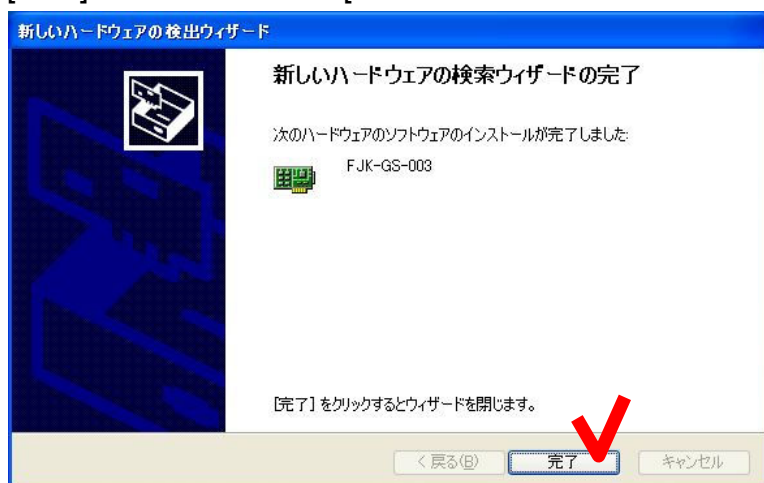 新しいハードウェアの検出ウィザード
新しいハードウェアの検索ウィザードの完了
次のハードウェアのソフトウェアのインストールが完了しました:
FJK-GS-003
[完了] をクリックするとウィザードを閉じます。
< 戻る(B)
完了
キャンセル